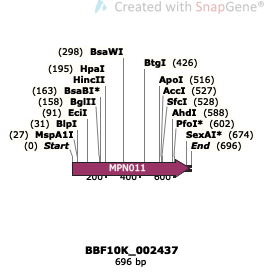 Created with SnapGene®
(298) BsaWI
BtgI (426)
(195) HpaI
HincII
ApoI (516)
(163) BsaBI*
AccI (527)
(158) BglII
SfcI (528)
(91) EciI
AhdI (588)
(31) BlpI
PfoI* (602)
(27) MspA1I
SexAI* (674)
(0) Start
End (696)
MPN011
200
400
600
BBF10K_002437
696 bp